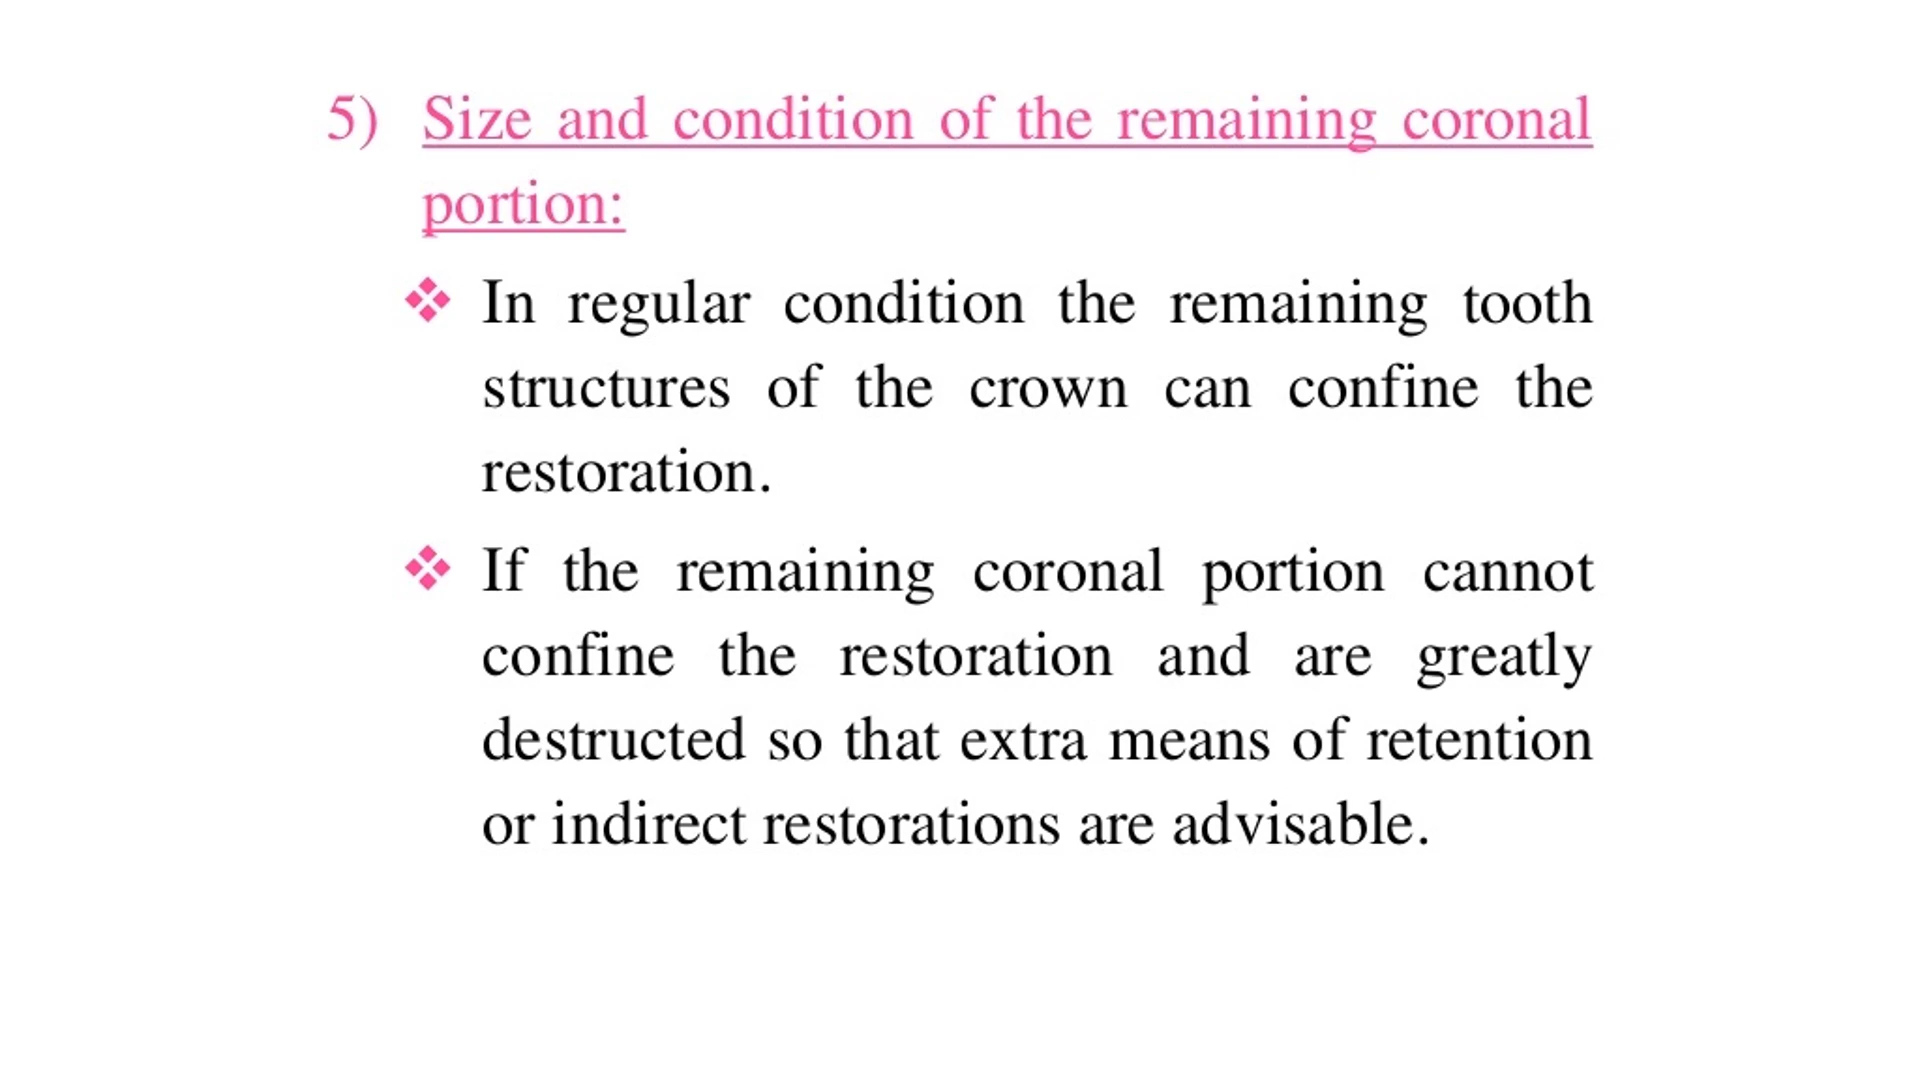 5) Size and condition of the remaining coronal
portion:
❖ In regular condition the remaining tooth
structures of the crown can confine the
restoration.
❖ If the remaining coronal portion cannot
confine the restoration and are greatly
destructed so that extra means of retention
or indirect restorations are advisable.